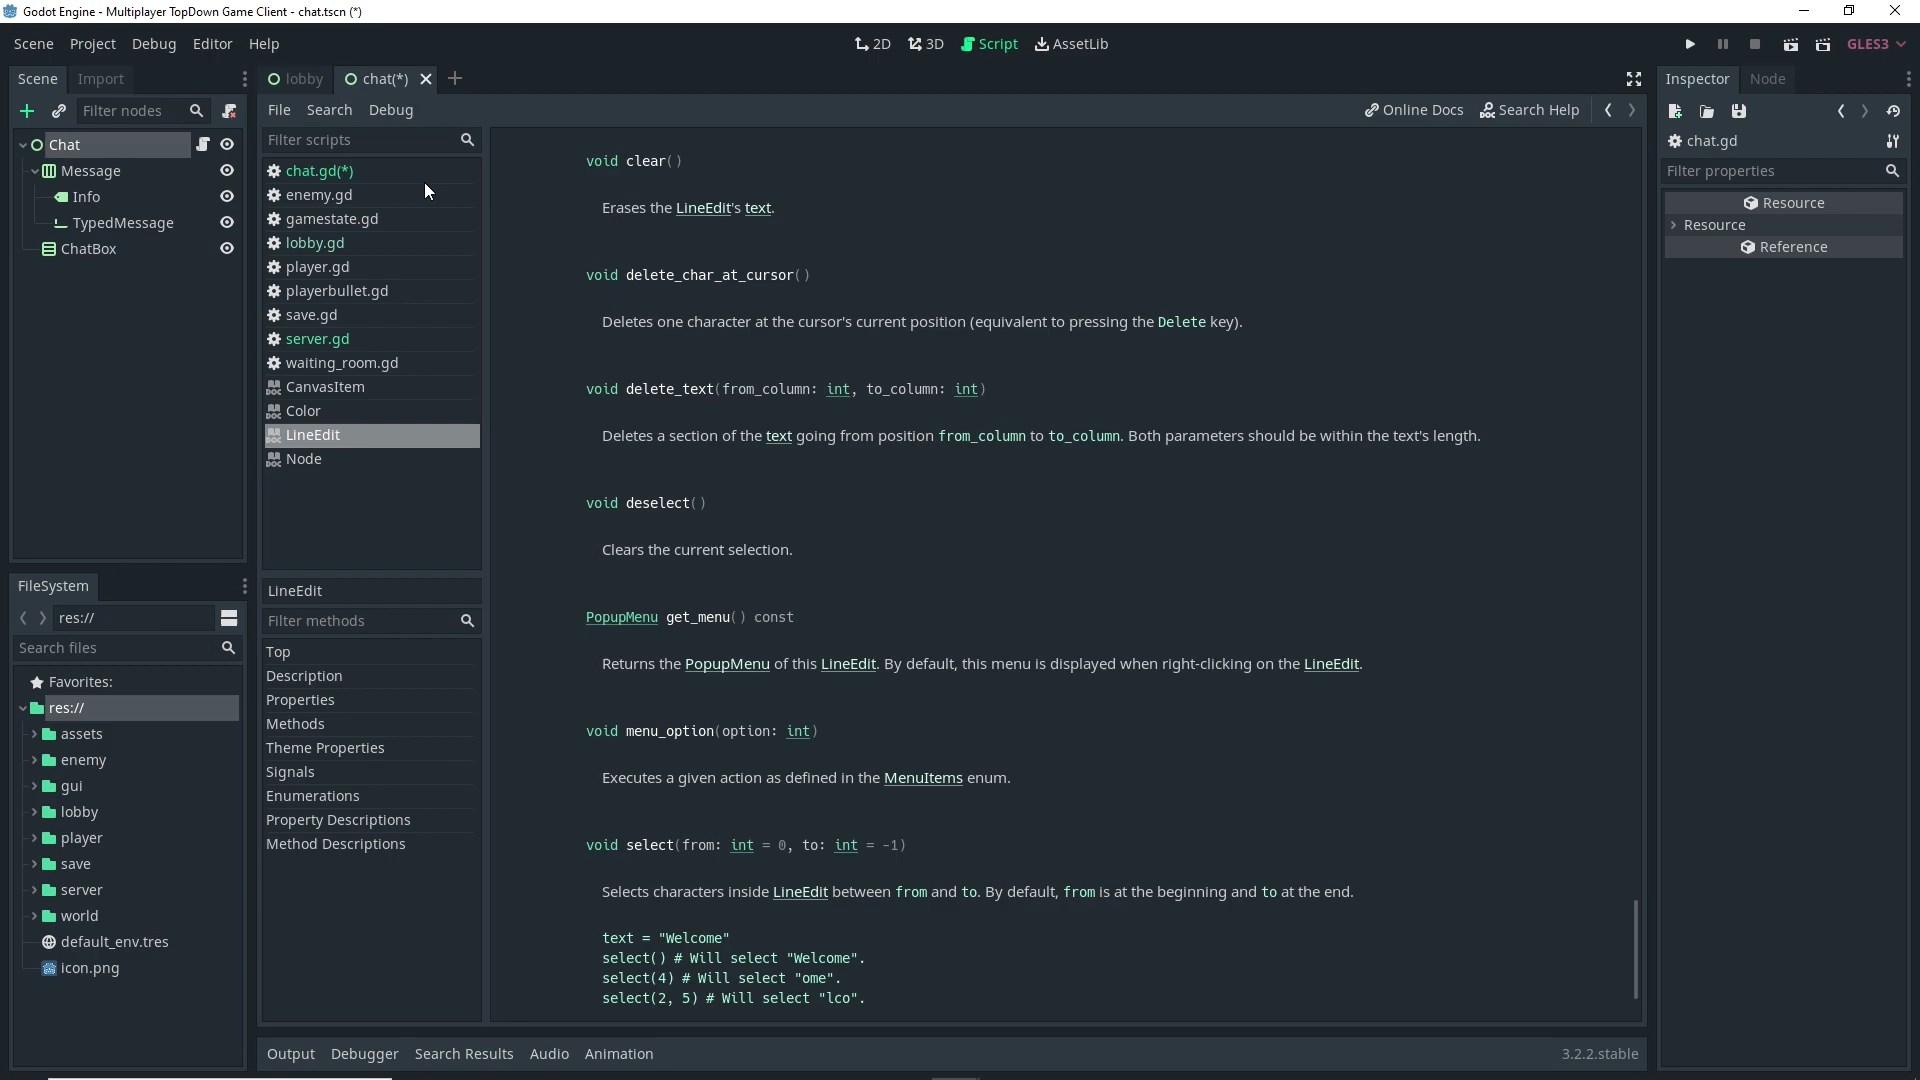 Godot Engine - Multiplayer TopDown Game Client - chat.tscn (*)
Scene Project Debug Editor Help
2D 3D Script AssetLib
GLES3
Scene Import
lobby chat(*)
Inspector Node
Filter nodes
File Search Debug
Online Docs Search Help
Chat
Message
Info
TypedMessage
ChatBox
Filter scripts
chat.gd(*)
enemy.gd
gamestate.gd
lobby.gd
player.gd
playerbullet.gd
save.gd
server.gd
waiting_room.gd
CanvasItem
Color
LineEdit
Node
LineEdit
Filter methods
Top
Description
Properties
Methods
Theme Properties
Signals
Enumerations
Property Descriptions
Method Descriptions
void clear()
Erases the LineEdit's text.
void delete_char_at_cursor()
Deletes one character at the cursor's current position (equivalent to pressing the Delete key).
void delete_text(from_column: int, to_column: int)
Deletes a section of the text going from position from_column to to_column. Both parameters should be within the text's length.
void deselect()
Clears the current selection.
PopupMenu get_menu() const
Returns the PopupMenu of this LineEdit. By default, this menu is displayed when right-clicking on the LineEdit.
void menu_option(option: int)
Executes a given action as defined in the MenuItems enum.
void select(from: int = 0, to: int = -1)
Selects characters inside LineEdit between from and to. By default, from is at the beginning and to at the end.
text = "Welcome"
select() # Will select "Welcome".
select(4) # Will select "ome".
select(2, 5) # Will select "lco".
chat.gd
Filter properties
Resource
Resource
Reference
FileSystem
res://
Search files
Favorites:
res://
assets
enemy
gui
lobby
player
save
server
world
default_env.tres
icon.png
Output Debugger Search Results Audio Animation
3.2.2.stable